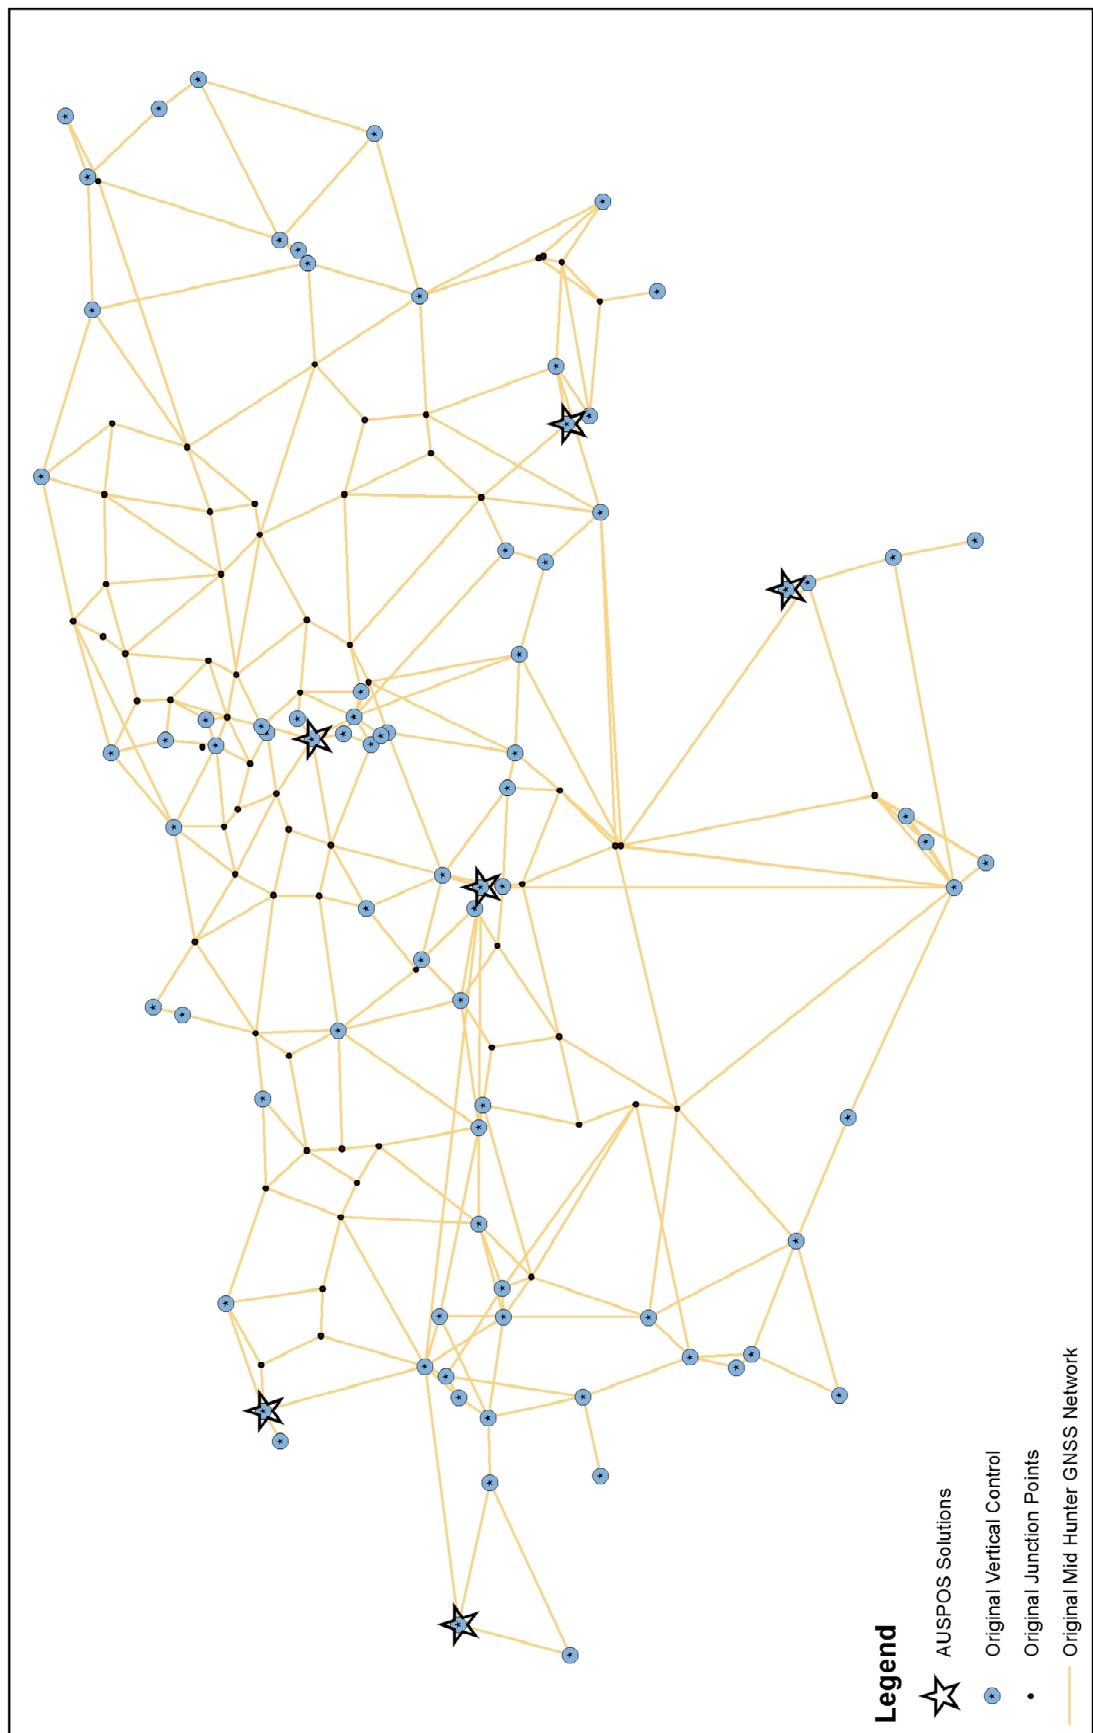 Legend
AUSPOS Solutions
Original Vertical Control
Original Junction Points
Original Mid Hunter GNSS Network